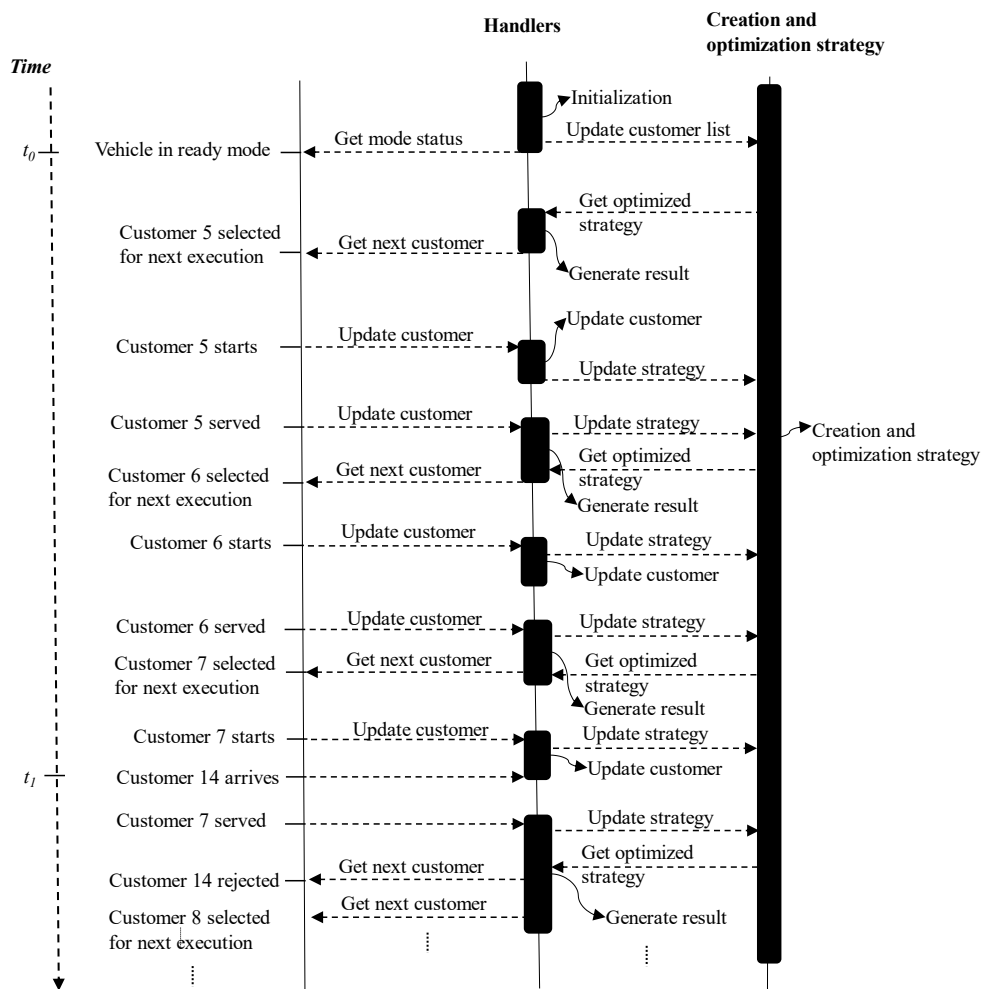 Creation and
optimization strategy
Handlers
Time
Initialization
Update customer list
Get mode status
t0
Vehicle in ready mode
Get optimized
strategy
Customer 5 selected
for next execution
Get next customer
Generate result
Update customer
Customer 5 starts
Update customer
Update strategy
Customer 5 served
Update customer
Update strategy
Creation and
optimization strategy
Get optimized
strategy
Customer 6 selected
for next execution
Get next customer
Generate result
Customer 6 starts
Update customer
Update strategy
Update customer
Customer 6 served
Update customer
Update strategy
Customer 7 selected
for next execution
Get next customer
Get optimized
strategy
Generate result
Customer 7 starts
Update customer
Update strategy
Update customer
t1
Customer 14 arrives
Customer 7 served
Update strategy
Get optimized
strategy
Customer 14 rejected
Get next customer
Customer 8 selected
for next execution
Get next customer
Generate result